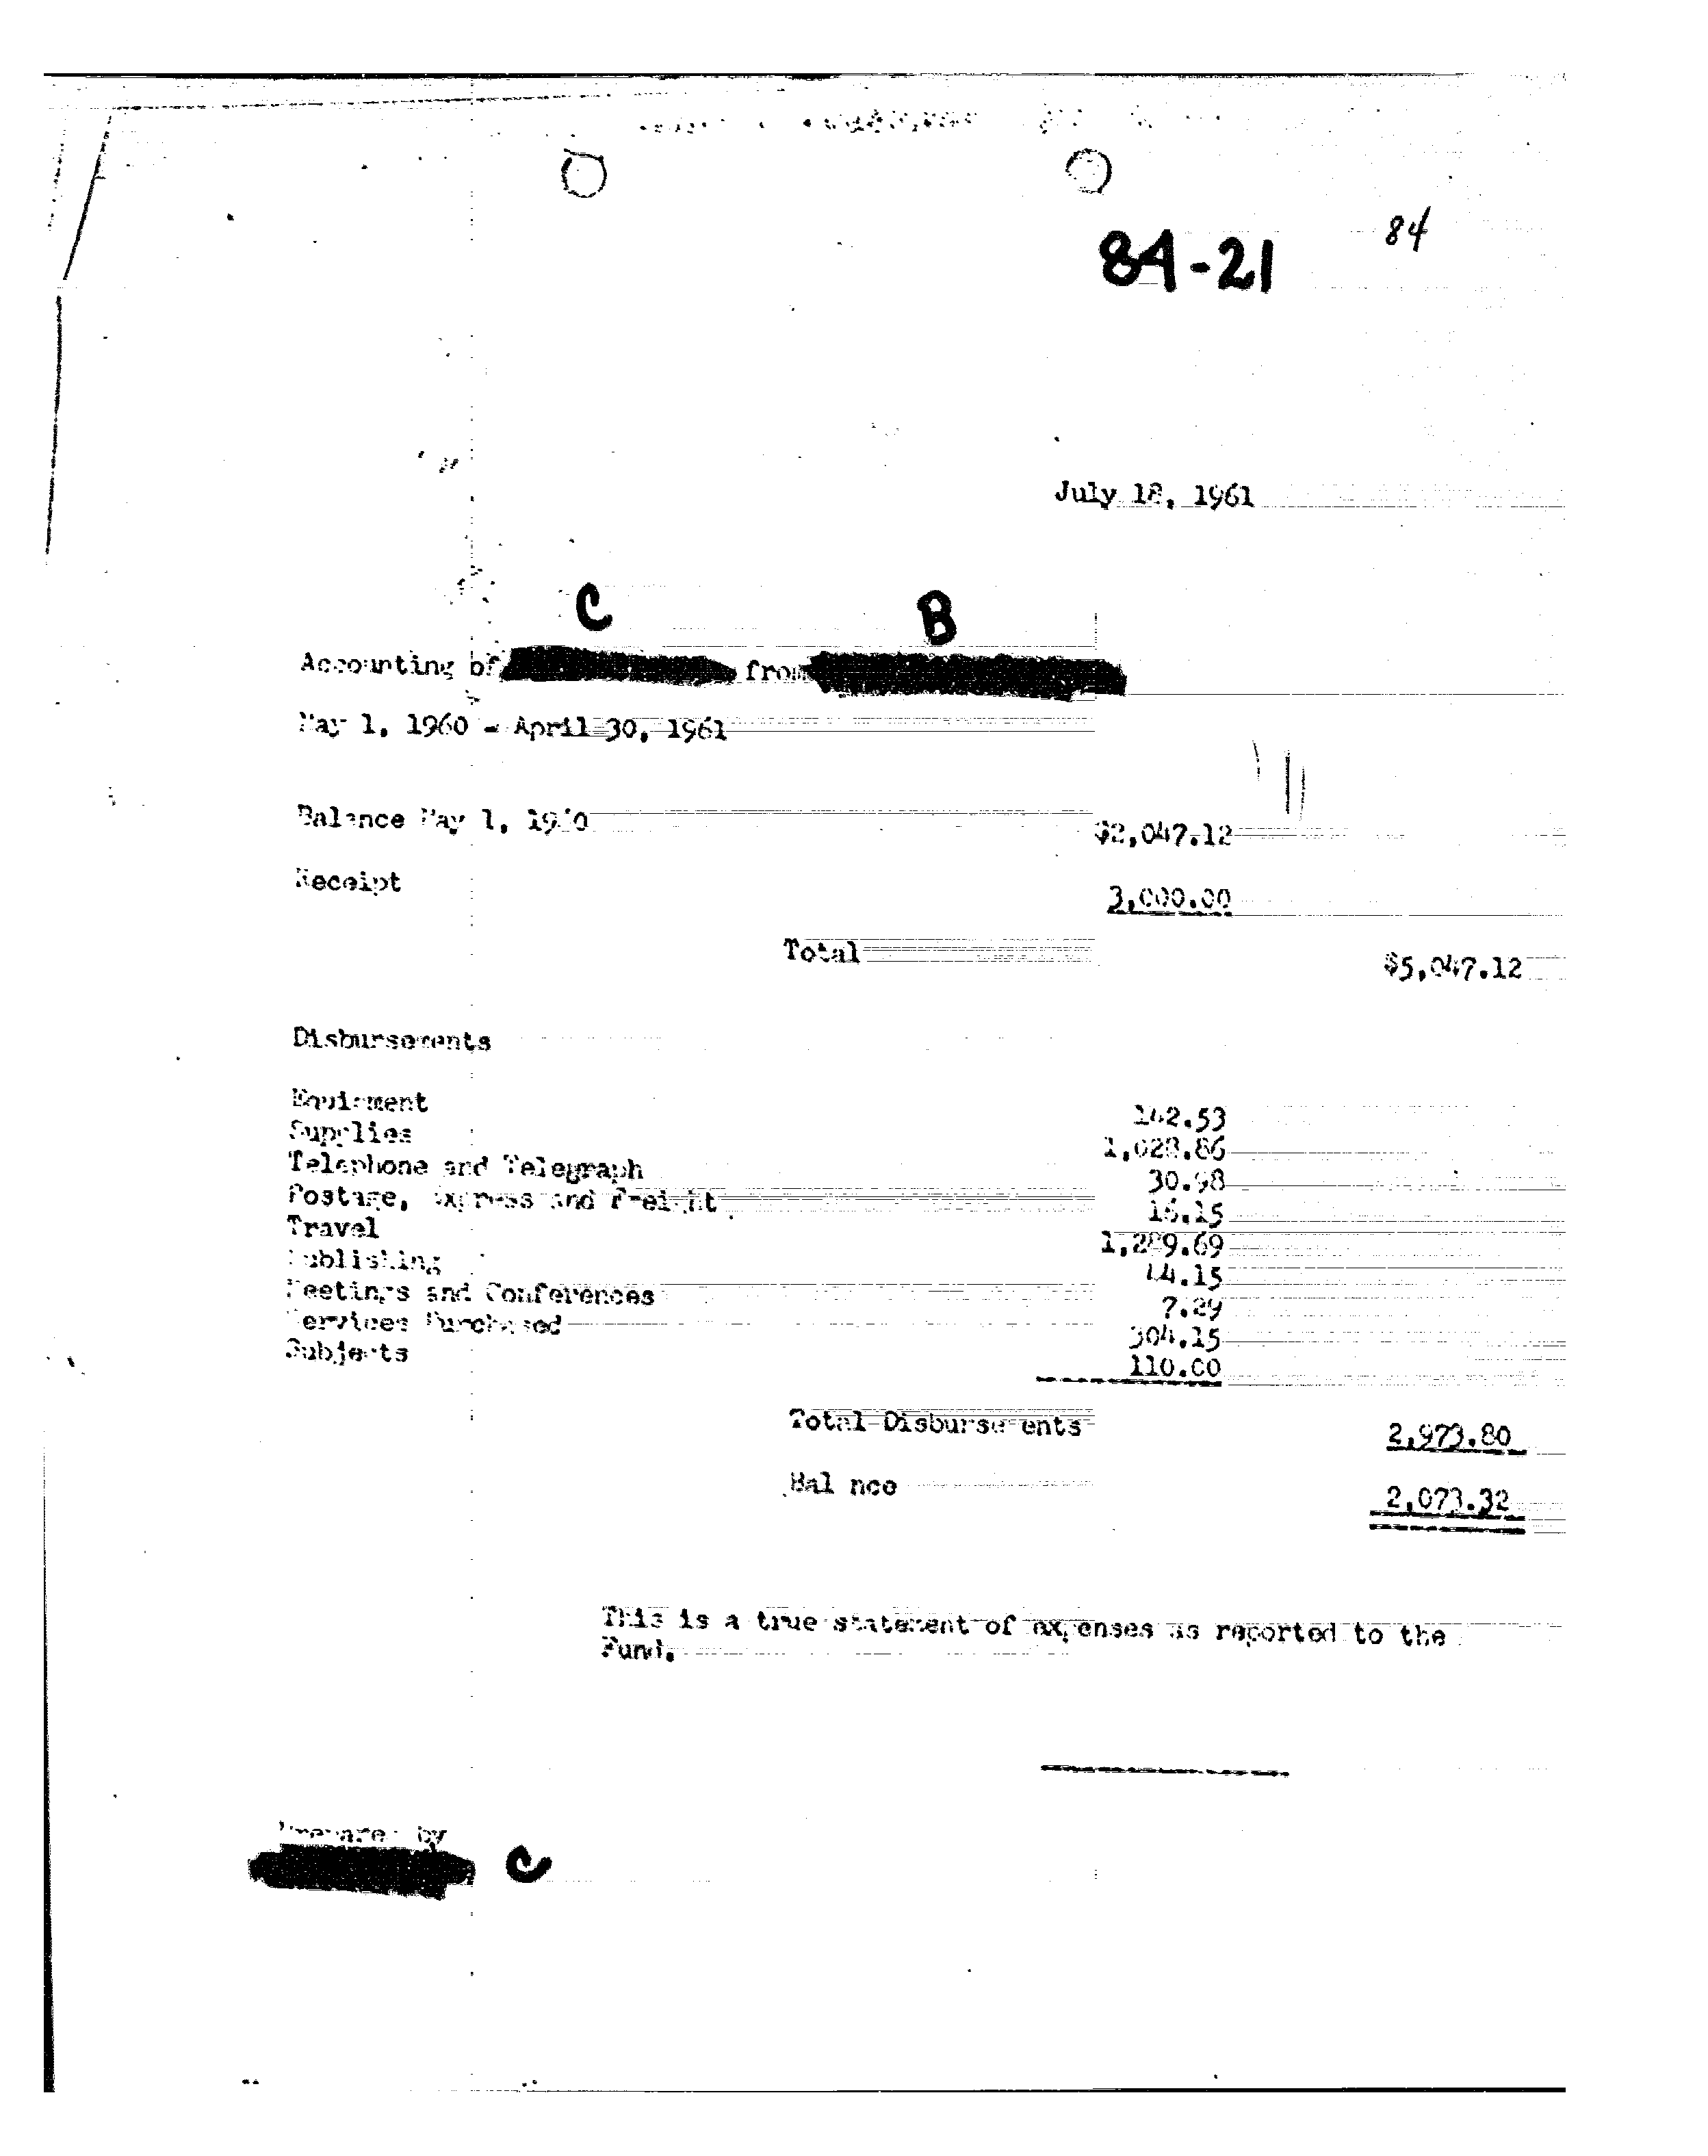 84
84-21
July 18, 1961
C B
Accounting of from
May 1, 1960 - April 30, 1961
Balance May 1, 1960 $2,047.12
Receipt 3,000.00
Total $5,047.12
Disbursements
Equipment 142.53
Supplies 1,028.86
Telephone and Telegraph 30.98
Postage, Express and Freight 16.15
Travel 1,289.69
Publishing 44.15
Meetings and Conferences 7.29
Services Purchased 304.15
Subjects 110.00
Total Disbursements 2,973.80
Balance 2,073.32
This is a true statement of expenses as reported to the
Fund.
Prepared by
C